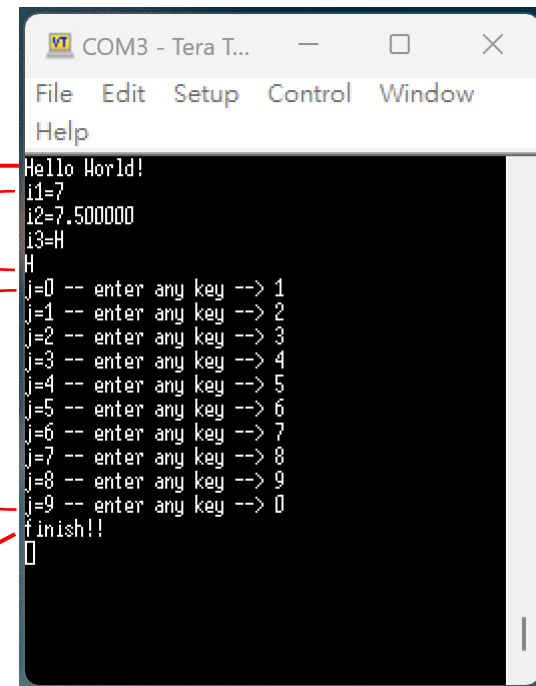 VT COM3 - Tera T...
File Edit Setup Control Window
Help
Hello World!
i1=7
i2=7.500000
i3=H
H
j=0 -- enter any key --> 1
j=1 -- enter any key --> 2
j=2 -- enter any key --> 3
j=3 -- enter any key --> 4
j=4 -- enter any key --> 5
j=5 -- enter any key --> 6
j=6 -- enter any key --> 7
j=7 -- enter any key --> 8
j=8 -- enter any key --> 9
j=9 -- enter any key --> 0
finish!!